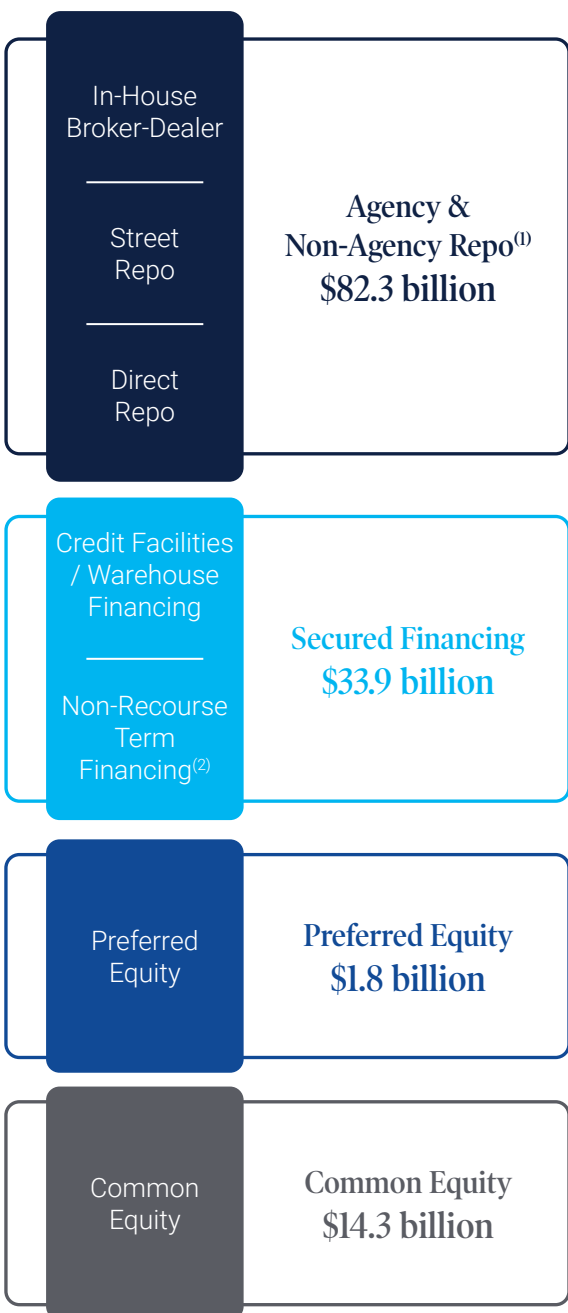 In-House
Broker-Dealer
Street
Repo
Direct
Repo
Agency &
Non-Agency Repo(1)
$82.3 billion
Credit Facilities
/ Warehouse
Financing
Non-Recourse
Term
Financing(2)
Secured Financing
$33.9 billion
Preferred
Equity
Preferred Equity
$1.8 billion
Common
Equity
Common Equity
$14.3 billion